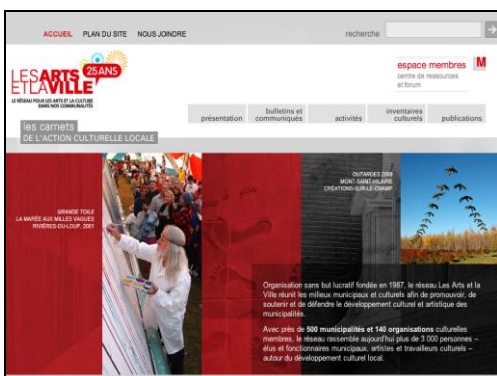 ACCUEIL PLAN DU SITE NOUS JOINDRE
recherche
LES ARTS
ET LA VILLE
25 ANS
LE RÉSEAU POUR LES ARTS ET LA CULTURE
DANS NOS COMMUNAUTÉS
espace membres M
centre de ressources
et forum
présentation
bulletins et
communiqués
activités
inventaires
culturels
publications
les carnets
DE L'ACTION CULTURELLE LOCALE
GRANDE TOILE
LA MARÉE AUX MILLES VAGUES
RIVIÈRES-DU-LOUP, 2001
OUTARDES 2008
MONT-SAINT-HILAIRE
CRÉATIONS-SUR-LE-CHAMP
Organisation sans but lucratif fondée en 1987, le réseau Les Arts et la
Ville réunit les milieux municipaux et culturels afin de promouvoir, de
soutenir et de défendre le développement culturel et artistique des
municipalités.
Avec près de 500 municipalités et 140 organisations culturelles
membres, le réseau rassemble aujourd'hui plus de 3 000 personnes –
élus et fonctionnaires municipaux, artistes et travailleurs culturels –
autour du développement culturel local.